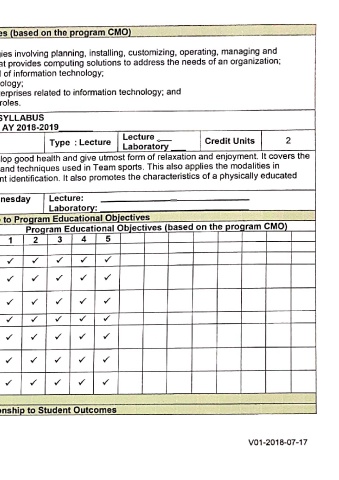 es (based on the program CMO)
ies involving planning, installing, customizing, operating, managing and
at provides computing solutions to address the needs of an organization;
l of information technology;
ology;
erprises related to information technology; and
roles.
SYLLABUS
AY 2018-2019
Type : Lecture Lecture Laboratory Credit Units 2
lop good health and give utmost form of relaxation and enjoyment. It covers the
and techniques used in Team sports. This also applies the modalities in
nt identification. It also promotes the characteristics of a physically educated
nesday Lecture:
Laboratory:
e to Program Educational Objectives
Program Educational Objectives (based on the program CMO)
1 2 3 4 5
✓ ✓ ✓ ✓ ✓
✓ ✓ ✓ ✓ ✓
✓ ✓ ✓ ✓ ✓
✓ ✓ ✓ ✓ ✓
✓ ✓ ✓ ✓ ✓
✓ ✓ ✓ ✓ ✓
✓ ✓ ✓ ✓ ✓
onship to Student Outcomes
V01-2018-07-17